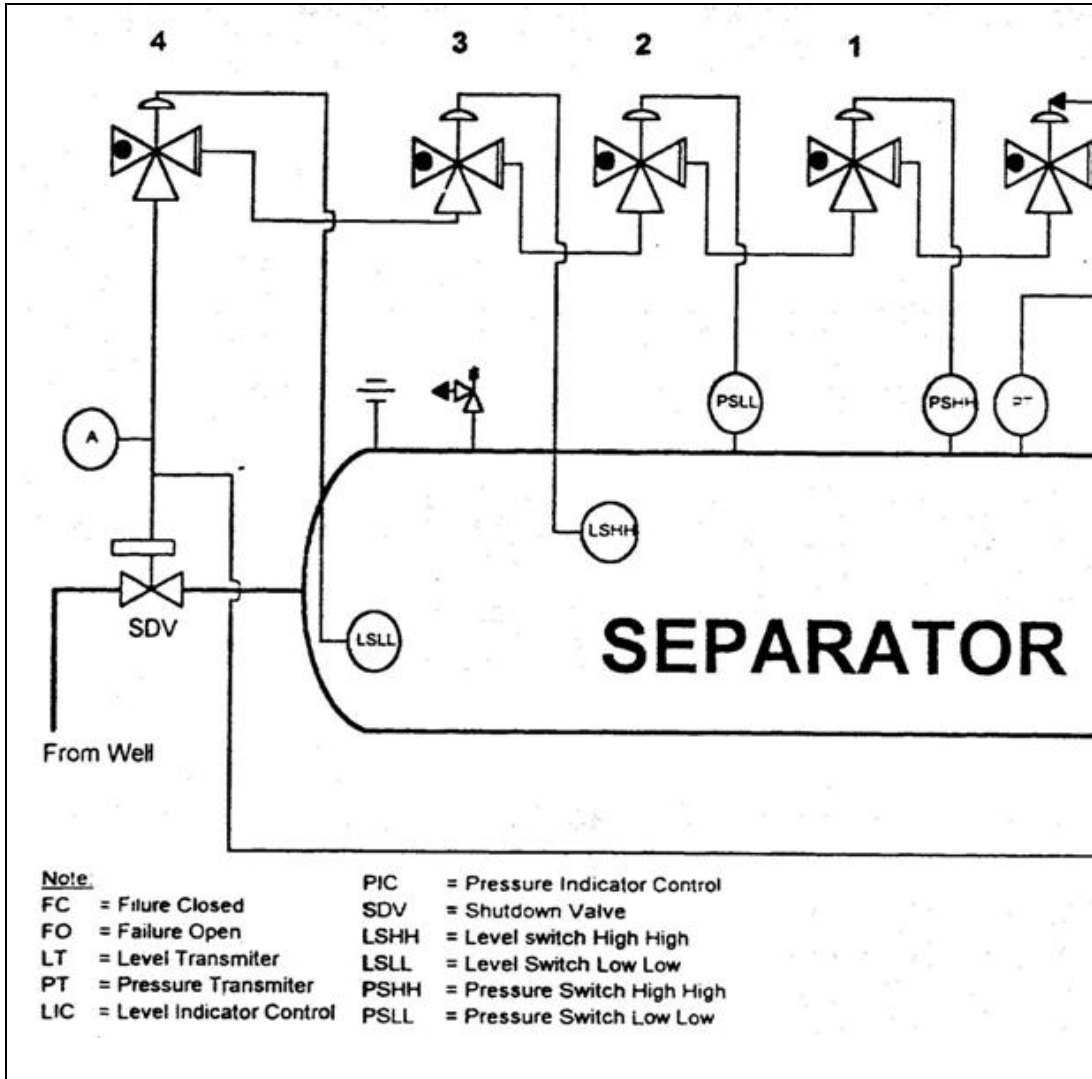 4 3 2 1
PSLL PSHH PT
A
LSHH
SDV
LSLL
SEPARATOR
From Well
Note:
FC = Filure Closed
FO = Failure Open
LT = Level Transmiter
PT = Pressure Transmiter
LIC = Level Indicator Control
PIC = Pressure Indicator Control
SDV = Shutdown Valve
LSHH = Level switch High High
LSLL = Level Switch Low Low
PSHH = Pressure Switch High High
PSLL = Pressure Switch Low Low